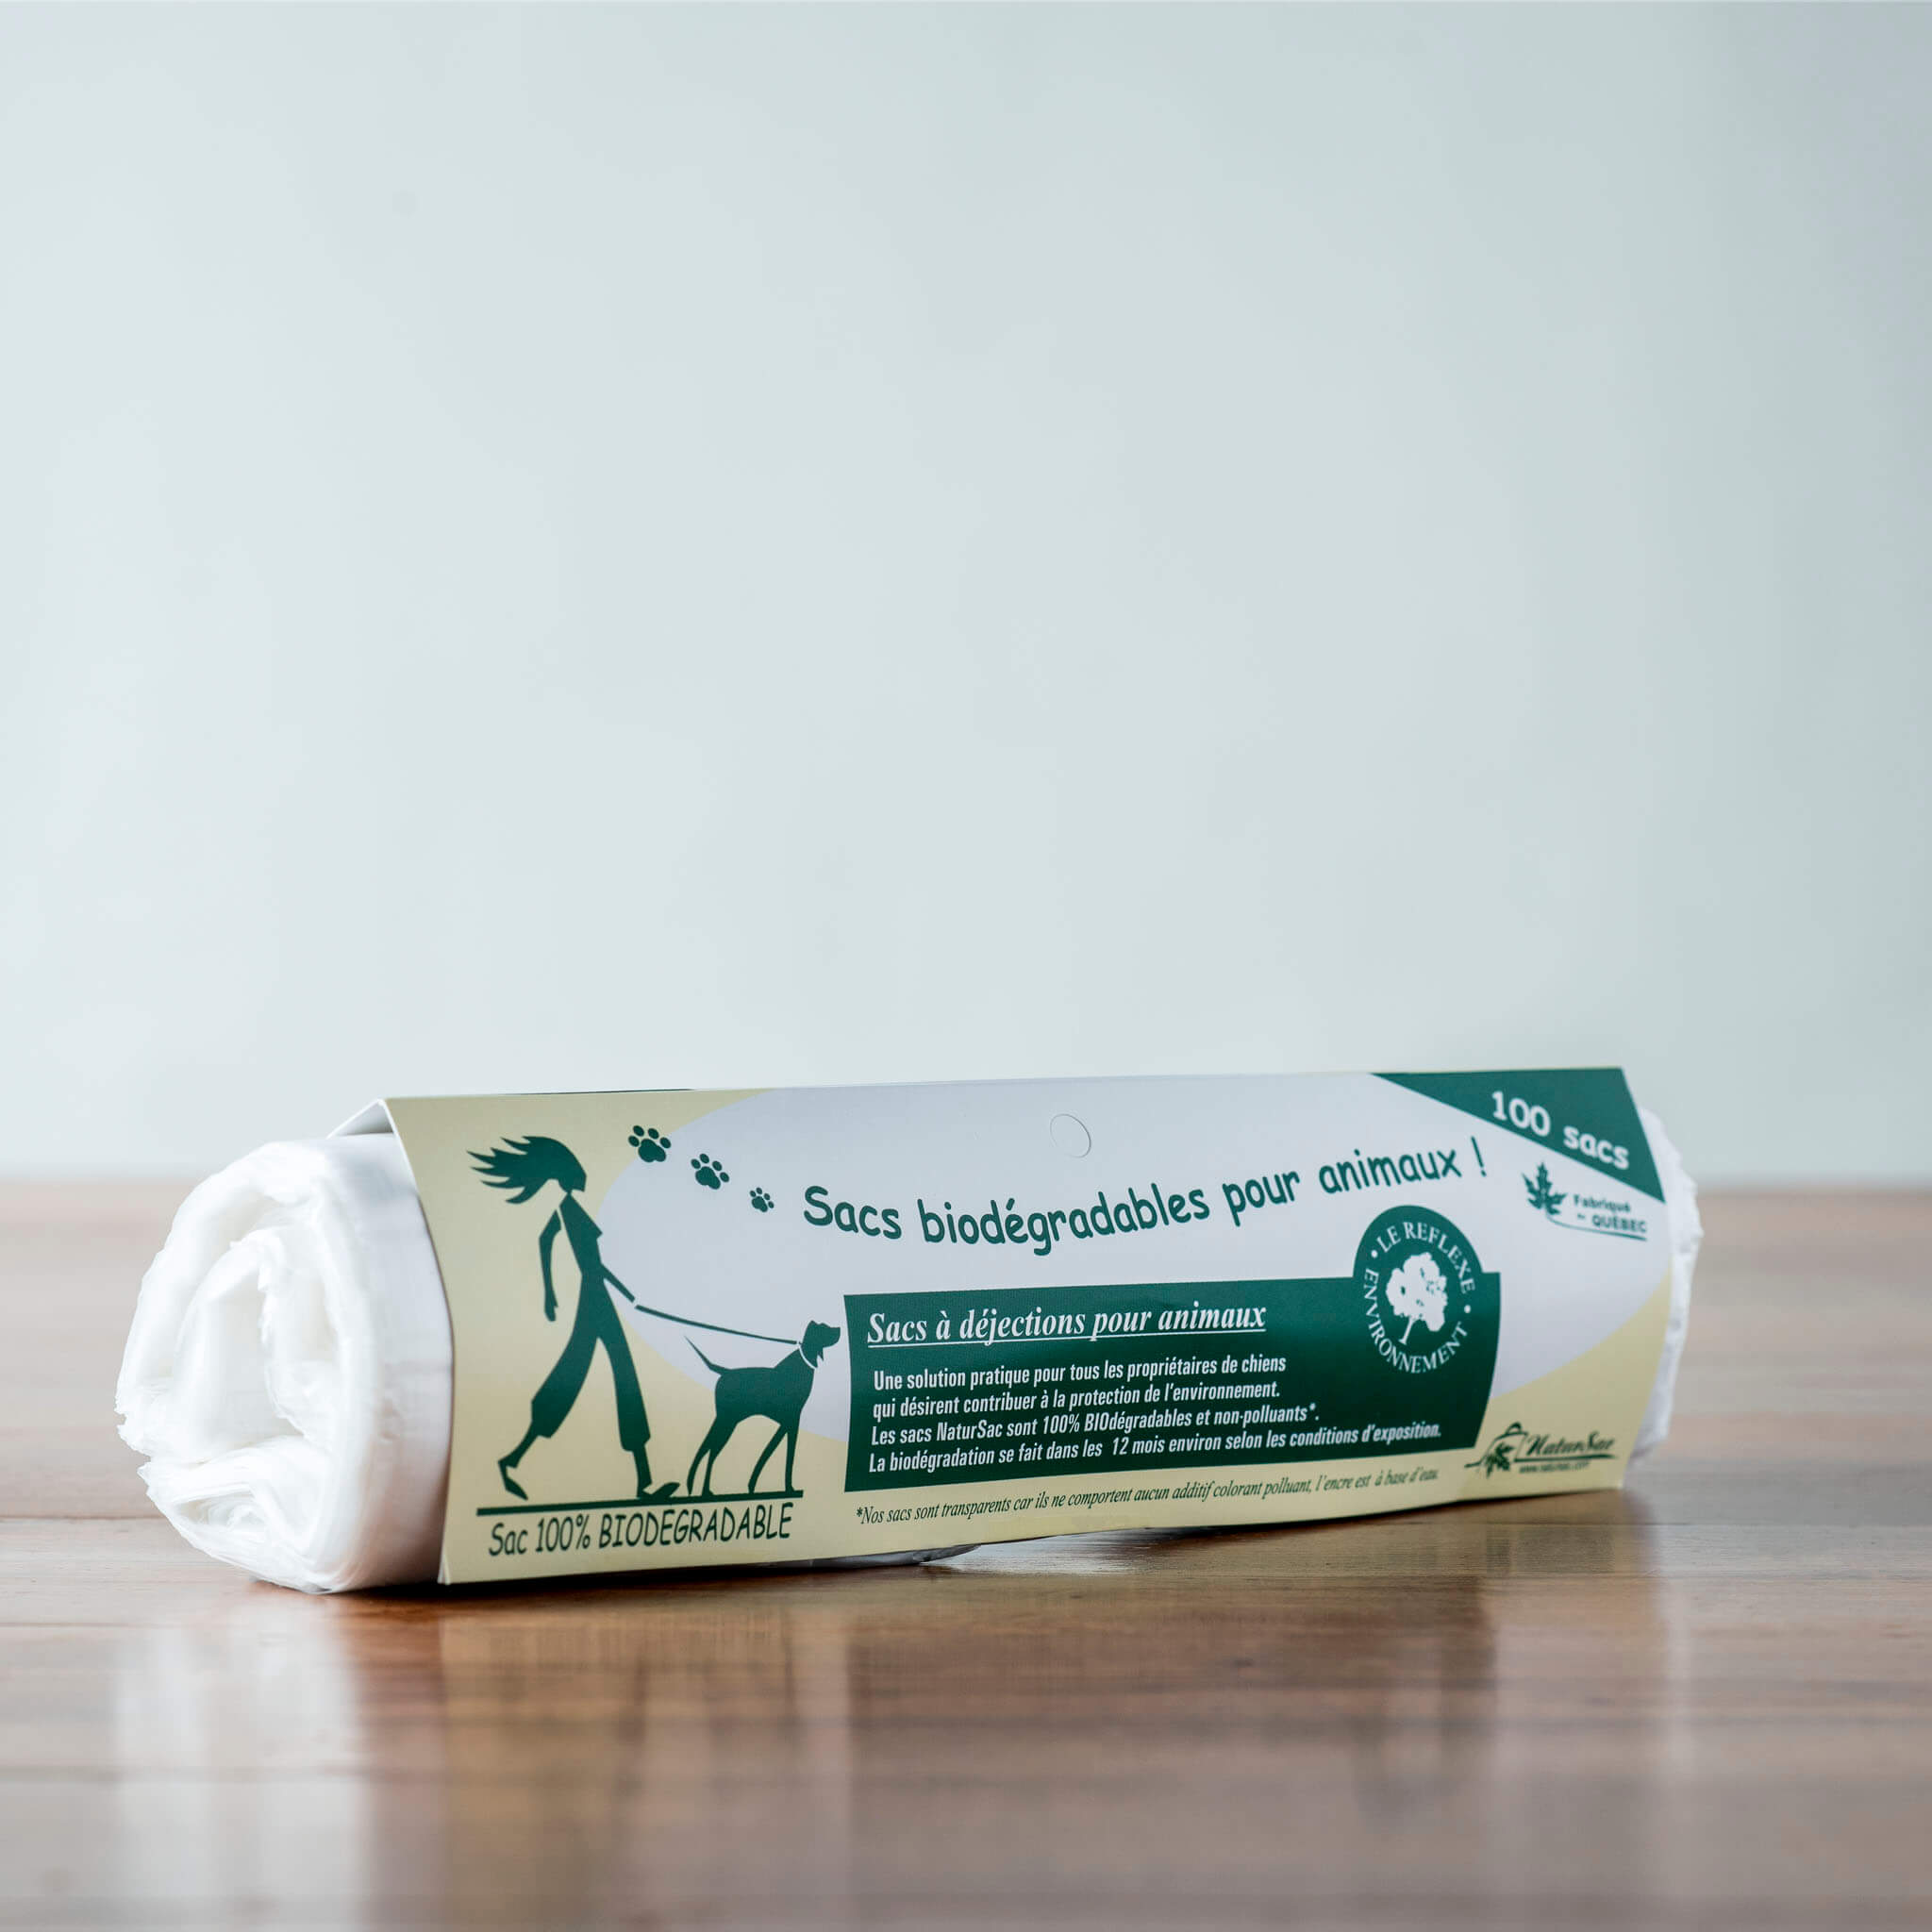 100 sacs
Sacs biodégradables pour animaux !
Fabriqué
au QUÉBEC
• LE REFLEXE •
ENVIRONNEMENT
Sacs à déjections pour animaux
Une solution pratique pour tous les propriétaires de chiens
qui désirent contribuer à la protection de l'environnement.
Les sacs NaturSac sont 100% BIOdégradables et non-polluants*.
La biodégradation se fait dans les 12 mois environ selon les conditions d'exposition.
NaturSac
*Nos sacs sont transparents car ils ne comportent aucun additif colorant polluant, l'encre est à base d'eau.
Sac 100% BIODEGRADABLE